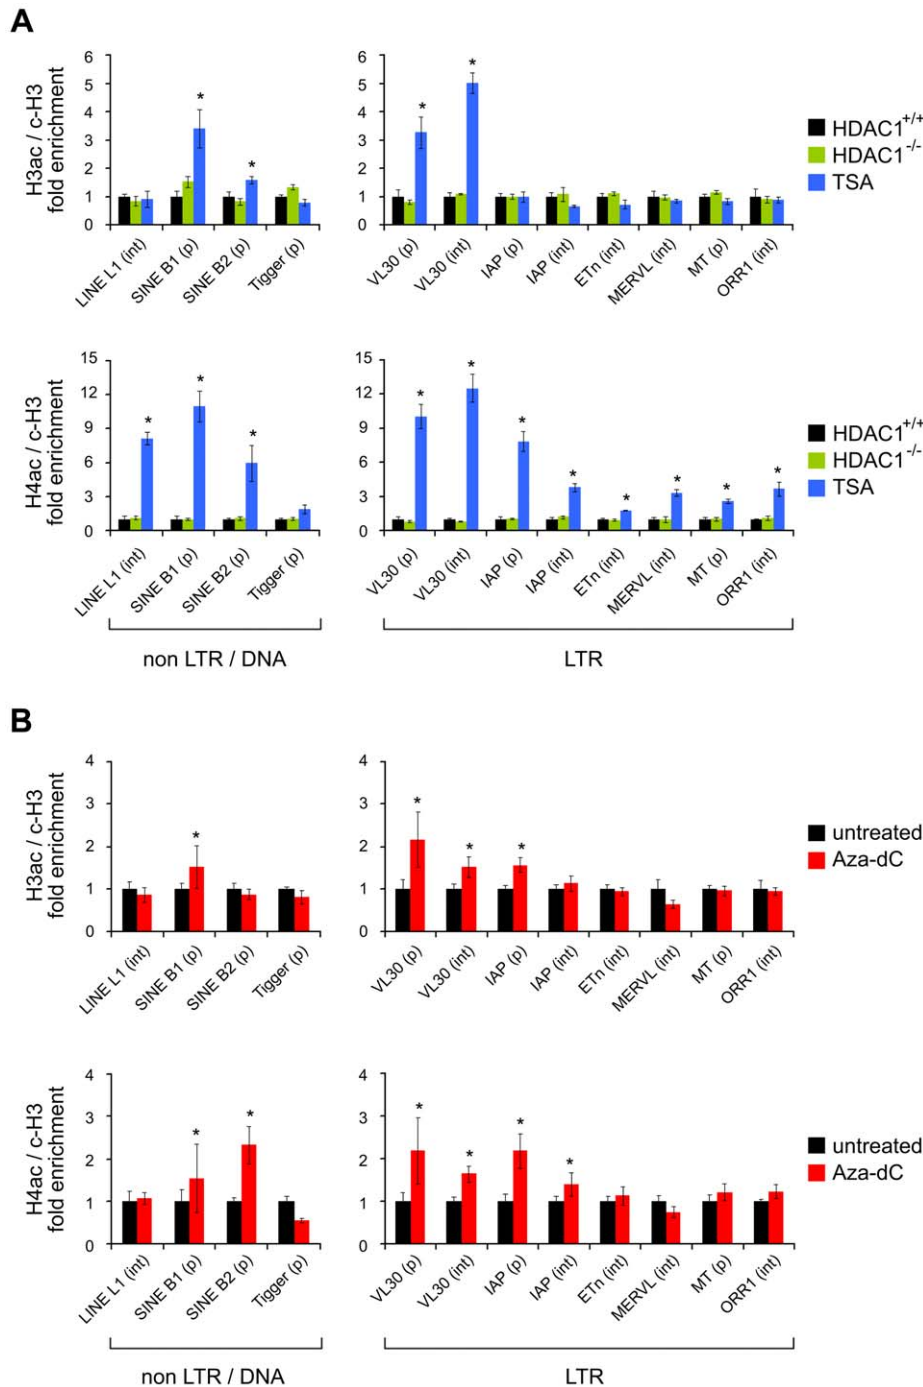 A
H3ac / c-H3
fold enrichment
6
5
4
3
2
1
0
*
*
LINE L1 (int)
SINE B1 (p)
SINE B2 (p)
Tigger (p)
6
5
4
3
2
1
0
*
*
VL30 (p)
VL30 (int)
IAP (p)
IAP (int)
ETn (int)
MERVL (int)
MT (p)
ORR1 (int)
HDAC1+/+
HDAC1-/-
TSA
H4ac / c-H3
fold enrichment
15
12
9
6
3
0
*
*
*
LINE L1 (int)
SINE B1 (p)
SINE B2 (p)
Tigger (p)
non LTR / DNA
15
12
9
6
3
0
*
*
*
*
*
*
*
*
VL30 (p)
VL30 (int)
IAP (p)
IAP (int)
ETn (int)
MERVL (int)
MT (p)
ORR1 (int)
LTR
HDAC1+/+
HDAC1-/-
TSA
B
H3ac / c-H3
fold enrichment
4
3
2
1
0
*
LINE L1 (int)
SINE B1 (p)
SINE B2 (p)
Tigger (p)
4
3
2
1
0
*
*
*
VL30 (p)
VL30 (int)
IAP (p)
IAP (int)
ETn (int)
MERVL (int)
MT (p)
ORR1 (int)
untreated
Aza-dC
H4ac / c-H3
fold enrichment
4
3
2
1
0
*
*
LINE L1 (int)
SINE B1 (p)
SINE B2 (p)
Tigger (p)
non LTR / DNA
4
3
2
1
0
*
*
*
*
VL30 (p)
VL30 (int)
IAP (p)
IAP (int)
ETn (int)
MERVL (int)
MT (p)
ORR1 (int)
LTR
untreated
Aza-dC